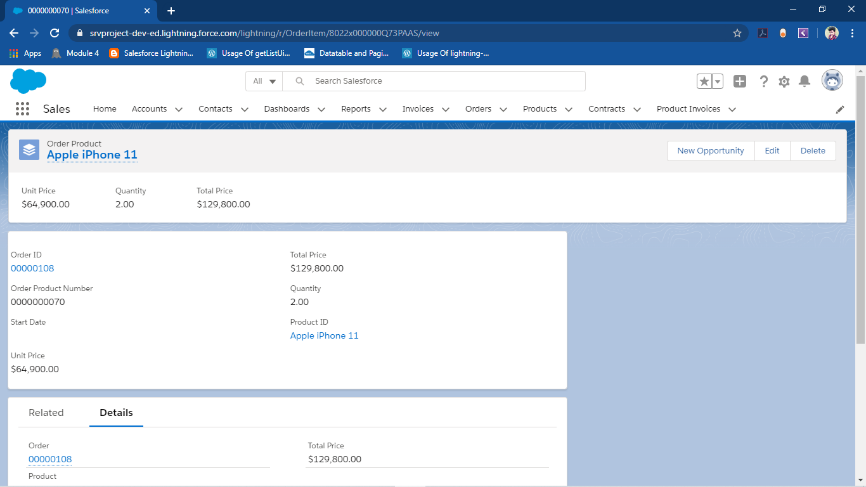 0000000070 | Salesforce
srvproject-dev-ed.lightning.force.com/lightning/r/OrderItem/8022x000000Q73PAAS/view
Apps Module 4 Salesforce Lightnin... Usage Of getListUi... Datatable and Pagi... Usage Of lightning-...
All Search Salesforce
Sales Home Accounts Contacts Dashboards Reports Invoices Orders Products Contracts Product Invoices
Order Product
Apple iPhone 11
New Opportunity Edit Delete
Unit Price Quantity Total Price
$64,900.00 2.00 $129,800.00
Order ID Total Price
00000108 $129,800.00
Order Product Number Quantity
0000000070 2.00
Start Date Product ID
Apple iPhone 11
Unit Price
$64,900.00
Related Details
Order Total Price
00000108 $129,800.00
Product